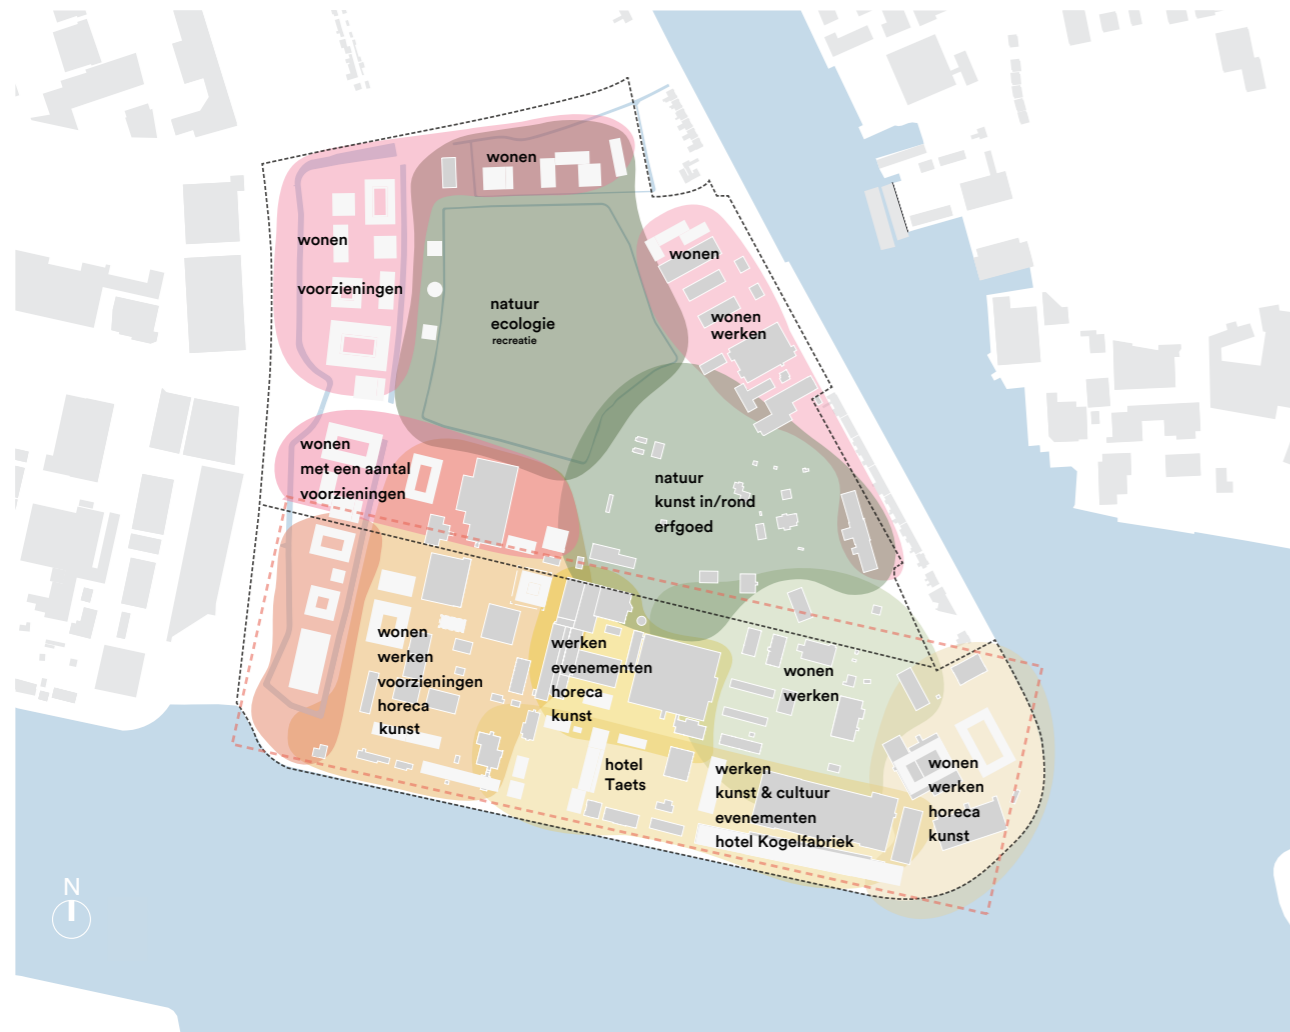 wonen
wonen
voorzieningen
wonen
natuur
ecologie
recreatie
wonen
werken
wonen
met een aantal
voorzieningen
natuur
kunst in/rond
erfgoed
wonen
werken
voorzieningen
horeca
kunst
werken
evenementen
horeca
kunst
wonen
werken
hotel
Taets
werken
kunst & cultuur
evenementen
hotel Kogelfabriek
wonen
werken
horeca
kunst
N